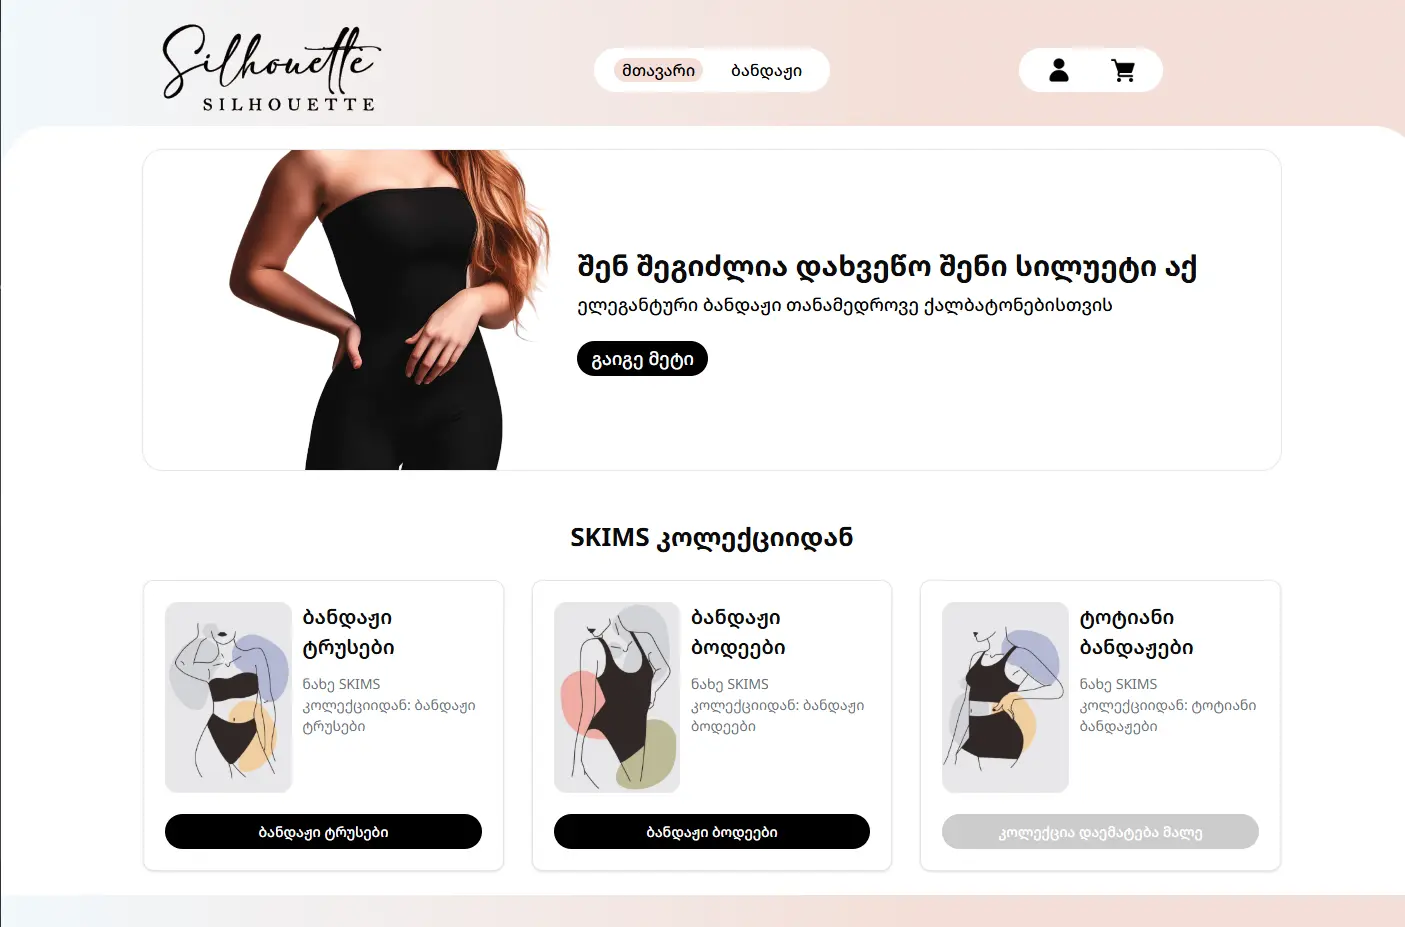 Silhouette
SILHOUETTE
მთავარი
ბანდაჟი
შენ შეგიძლია დახვეწო შენი სილუეტი აქ
ელეგანტური ბანდაჟი თანამედროვე ქალბატონებისთვის
გაიგე მეტი
SKIMS კოლექციიდან
ბანდაჟი
ტრუსები
ნახე SKIMS
კოლექციიდან: ბანდაჟი
ტრუსები
ბანდაჟი ტრუსები
ბანდაჟი
ბოდეები
ნახე SKIMS
კოლექციიდან: ბანდაჟი
ბოდეები
ბანდაჟი ბოდეები
ტოტიანი
ბანდაჟები
ნახე SKIMS
კოლექციიდან: ტოტიანი
ბანდაჟები
კოლექცია დაემატება მალე